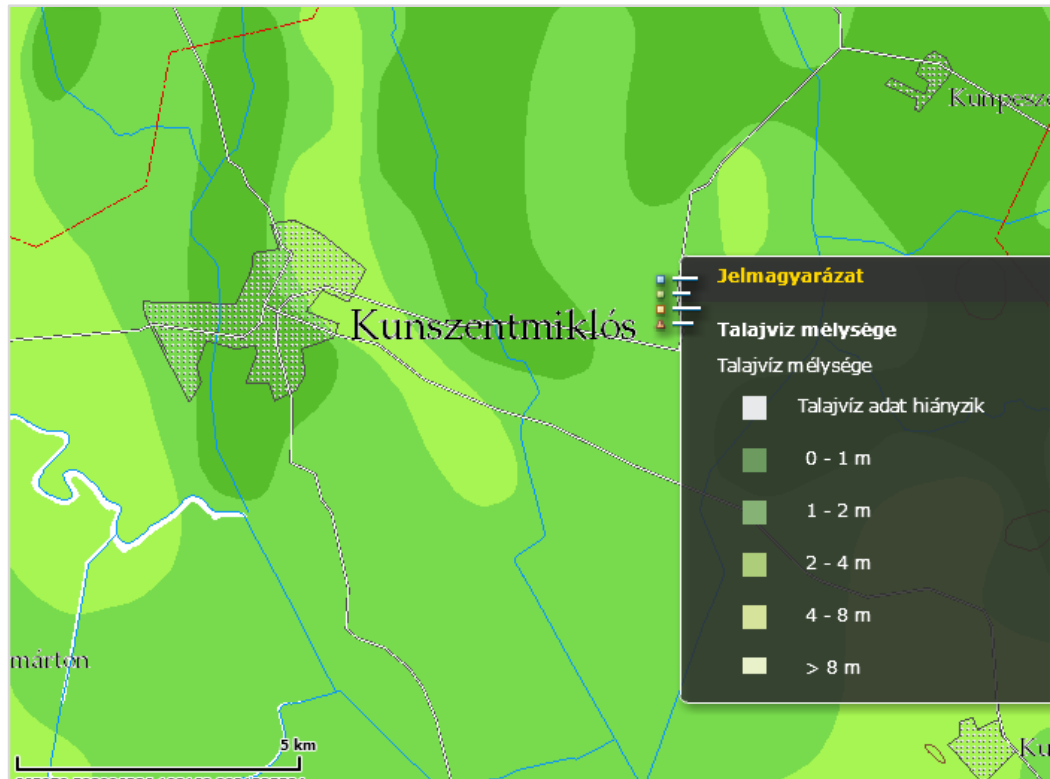 Kunszentmiklós
márton
5 km
Jelmagyarázat
Talajvíz mélysége
Talajvíz mélysége
Talajvíz adat hiányzik
0 - 1 m
1 - 2 m
2 - 4 m
4 - 8 m
> 8 m
Ku